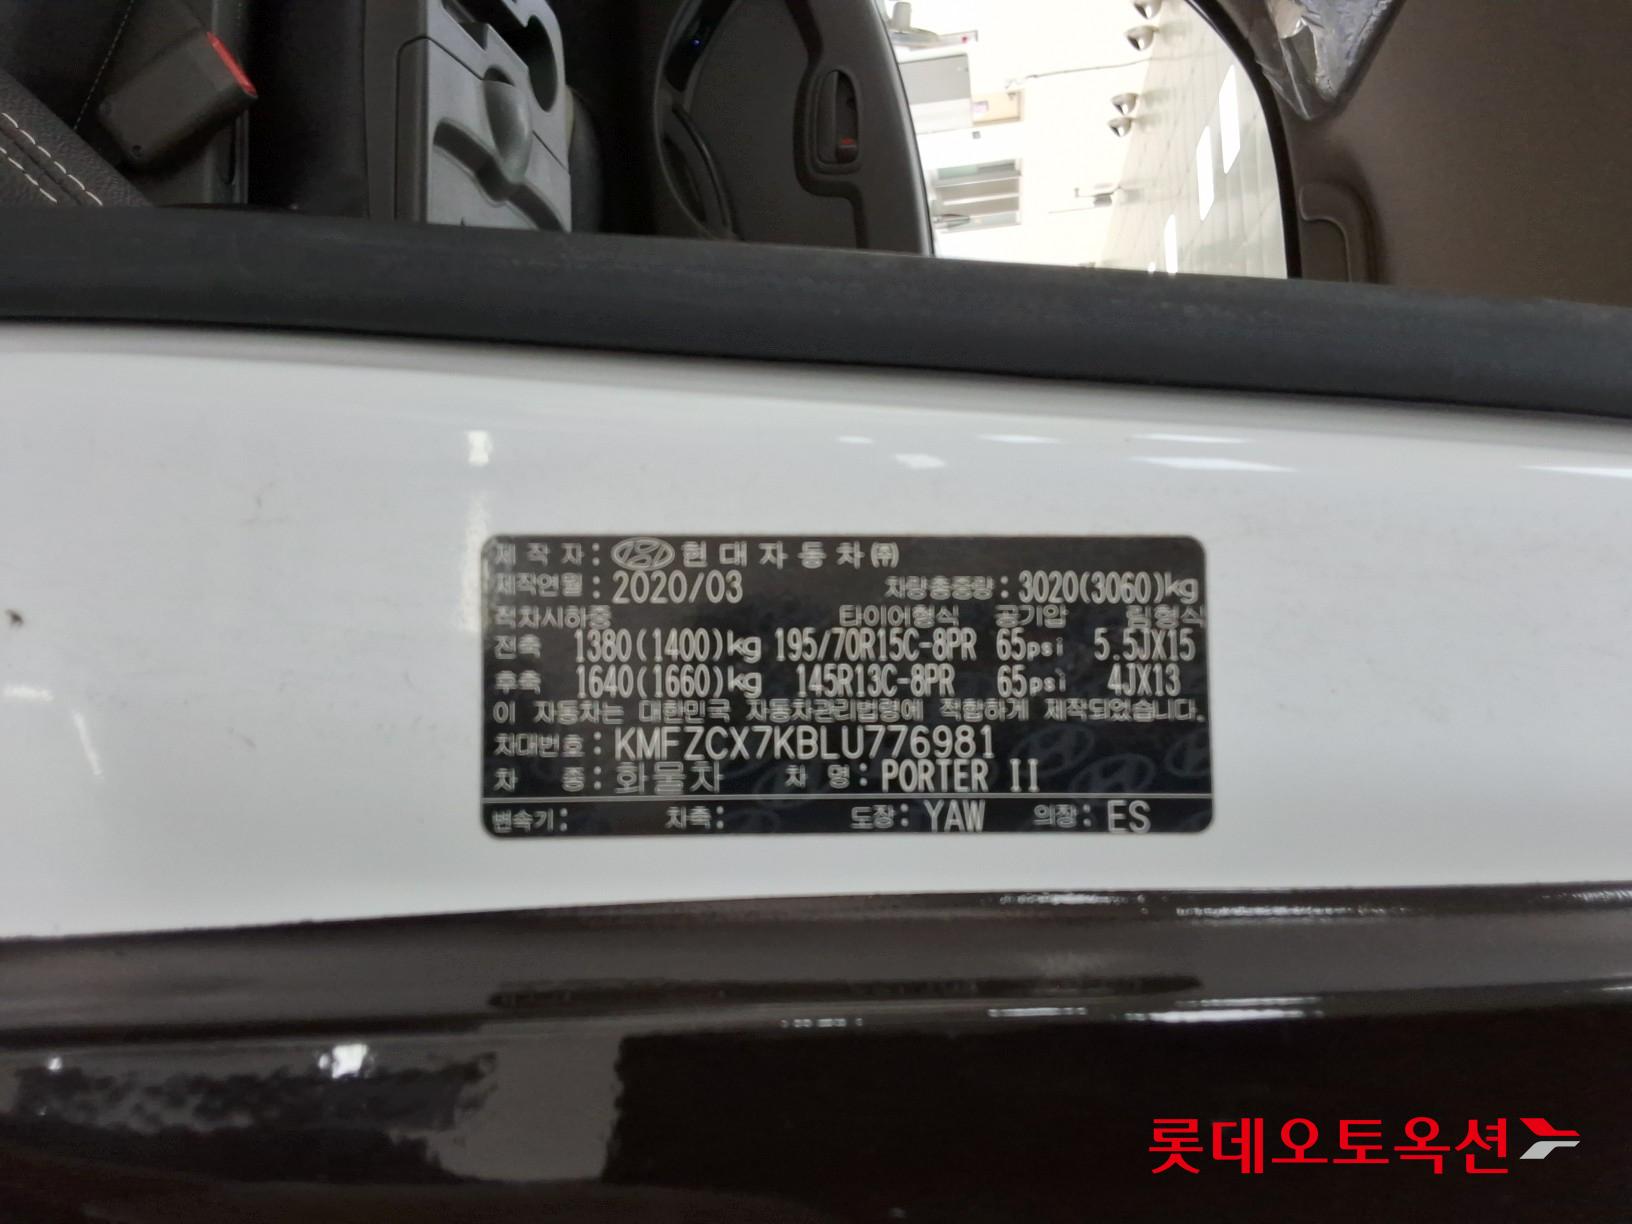 제 작 자 : 현 대 자 동 차 ㈜
제작연월 : 2020/03 차량총중량 : 3020(3060)kg
적차시하중 타이어형식 공기압 림형식
전축 1380(1400)kg 195/70R15C-8PR 65psi 5.5JX15
후축 1640(1660)kg 145R13C-8PR 65psi 4JX13
이 자동차는 대한민국 자동차관리법령에 적합하게 제작되었습니다.
차대번호 : KMFZCX7KBLU776981
차 종 : 화물차 차 명 : PORTER II
변속기 : 차축 : 도장 : YAW 의장 : ES
롯데오토옥션